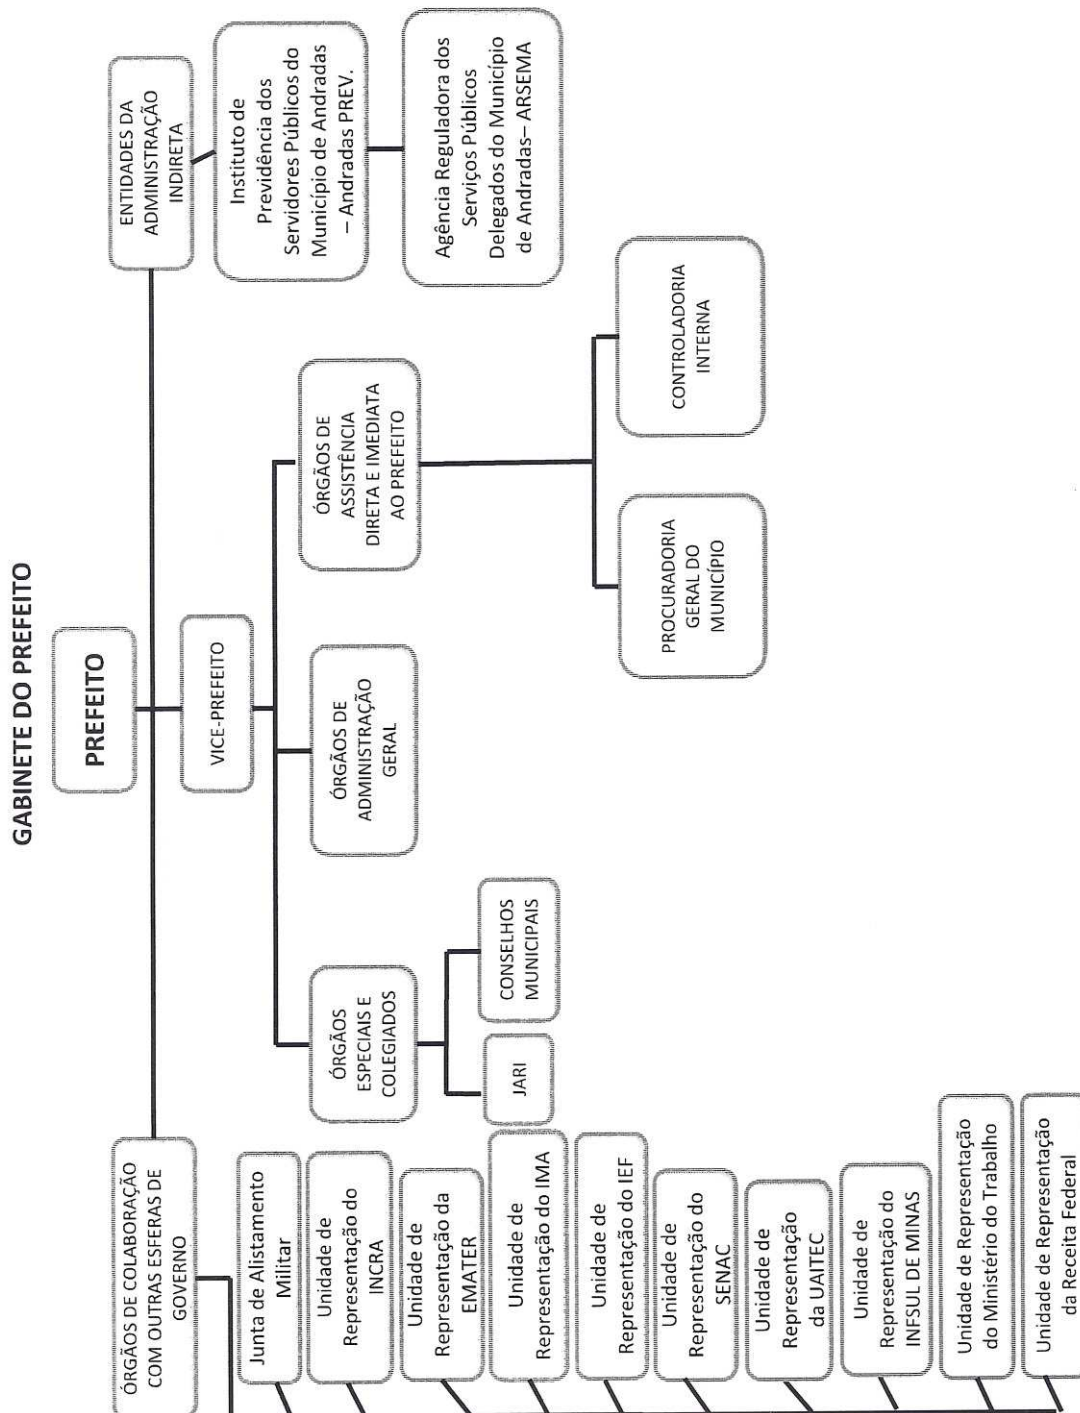 GABINETE DO PREFEITO
PREFEITO
VICE-PREFEITO
ÓRGÃOS DE COLABORAÇÃO
COM OUTRAS ESFERAS DE
GOVERNO
Junta de Alistamento
Militar
Unidade de
Representação do
INCRA
Unidade de
Representação da
EMATER
Unidade de
Representação do IMA
Unidade de
Representação do IEF
Unidade de
Representação do
SENAC
Unidade de
Representação
da UAITEC
Unidade de
Representação do
INFSUL DE MINAS
Unidade de Representação
do Ministério do Trabalho
Unidade de Representação
da Receita Federal
ÓRGÃOS
ESPECIAIS E
COLEGIADOS
JARI
CONSELHOS
MUNICIPAIS
ÓRGÃOS DE
ADMINISTRAÇÃO
GERAL
ÓRGÃOS DE
ASSISTÊNCIA
DIRETA E IMEDIATA
AO PREFEITO
PROCURADORIA
GERAL DO
MUNICÍPIO
CONTROLADORIA
INTERNA
ENTIDADES DA
ADMINISTRAÇÃO
INDIRETA
Instituto de
Previdência dos
Servidores Públicos do
Município de Andradas
– Andradas PREV.
Agência Reguladora dos
Serviços Públicos
Delegados do Município
de Andradas– ARSEMA